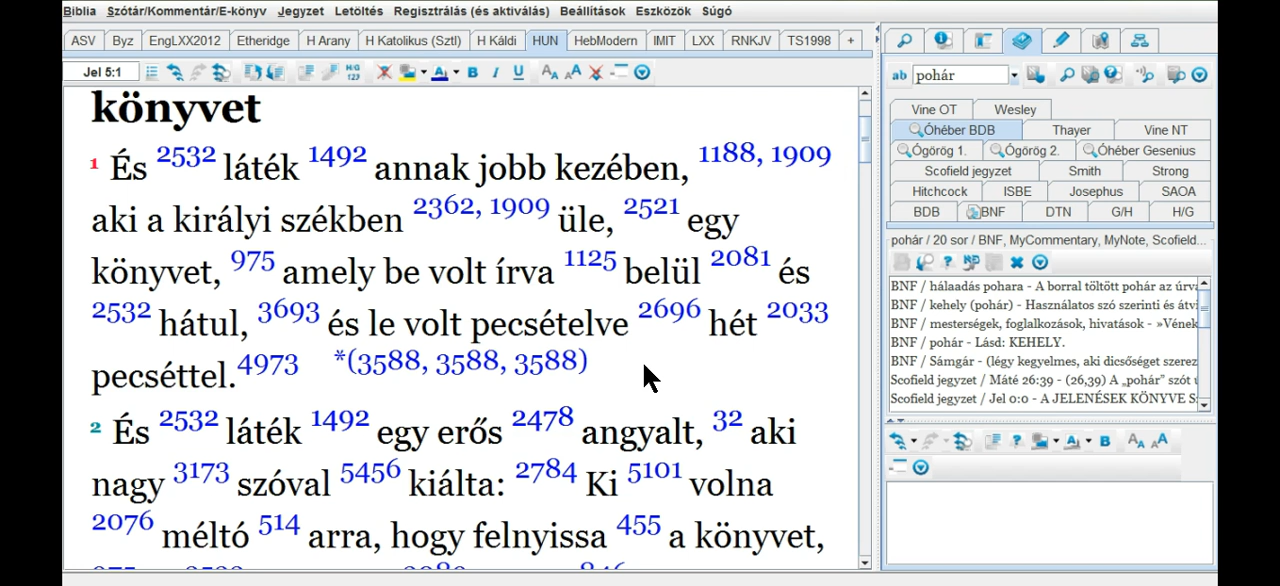 Biblia Szótár/Kommentár/E-könyv Jegyzet Letöltés Regisztrálás (és aktiválás) Beállítások Eszközök Súgó
ASV Byz EngLXX2012 Etheridge H Arany H Katolikus (Sztl) H Káldi HUN HebModern IMIT LXX RNKJV TS1998 +
Jel 5:1
könyvet
1 És 2532 láték 1492 annak jobb kezében, 1188, 1909
aki a királyi székben 2362, 1909 üle, 2521 egy
könyvet, 975 amely be volt írva 1125 belül 2081 és
2532 hátul, 3693 és le volt pecsételve 2696 hét 2033
pecséttel.4973 *(3588, 3588, 3588)
2 És 2532 láték 1492 egy erős 2478 angyalt, 32 aki
nagy 3173 szóval 5456 kiálta: 2784 Ki 5101 volna
2076 méltó 514 arra, hogy felnyissa 455 a könyvet,
ab pohár
Vine OT Wesley
Óhéber BDB Thayer Vine NT
Ógörög 1. Ógörög 2. Óhéber Gesenius
Scofield jegyzet Smith Strong
Hitchcock ISBE Josephus SAOA
BDB BNF DTN G/H H/G
pohár / 20 sor / BNF, MyCommentary, MyNote, Scofield...
BNF / hálaadás pohara - A borral töltött pohár az úrv
BNF / kehely (pohár) - Használatos szó szerinti és átvi
BNF / mesterségek, foglalkozások, hivatások - »Vének
BNF / pohár - Lásd: KEHELY.
BNF / Sámgár - (légy kegyelmes, aki dicsőséget szerez
Scofield jegyzet / Máté 26:39 - (26,39) A „pohár” szót
Scofield jegyzet / Jel 0:0 - A JELENÉSEK KÖNYVE